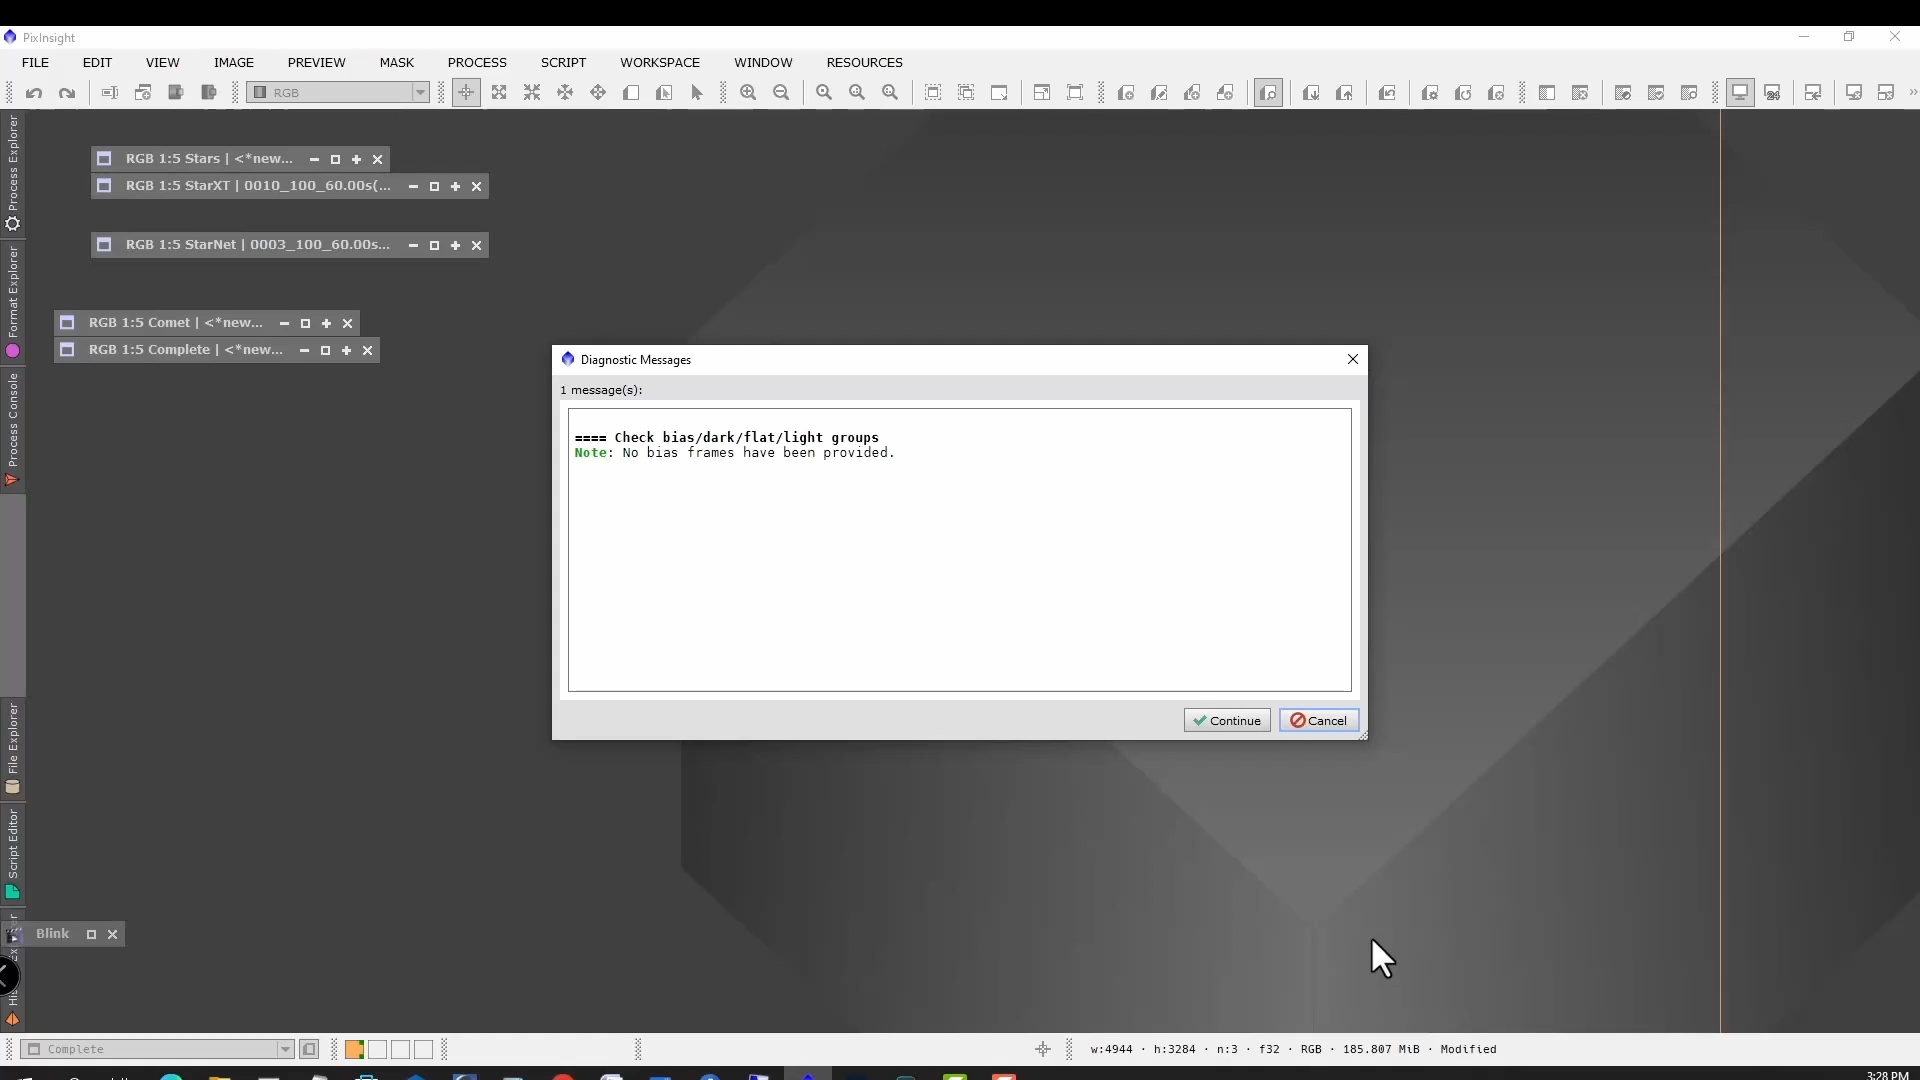 PixInsight
FILE EDIT VIEW IMAGE PREVIEW MASK PROCESS SCRIPT WORKSPACE WINDOW RESOURCES
RGB
Process Explorer
Format Explorer
Process Console
File Explorer
Script Editor
RGB 1:5 Stars | <*new...
RGB 1:5 StarXT | 0010_100_60.00s(...
RGB 1:5 StarNet | 0003_100_60.00s...
RGB 1:5 Comet | <*new...
RGB 1:5 Complete | <*new...
Diagnostic Messages
1 message(s):
==== Check bias/dark/flat/light groups
Note: No bias frames have been provided.
Continue Cancel
Blink
Complete
w:4944 · h:3284 · n:3 · f32 · RGB · 185.807 MiB · Modified
3:28 PM